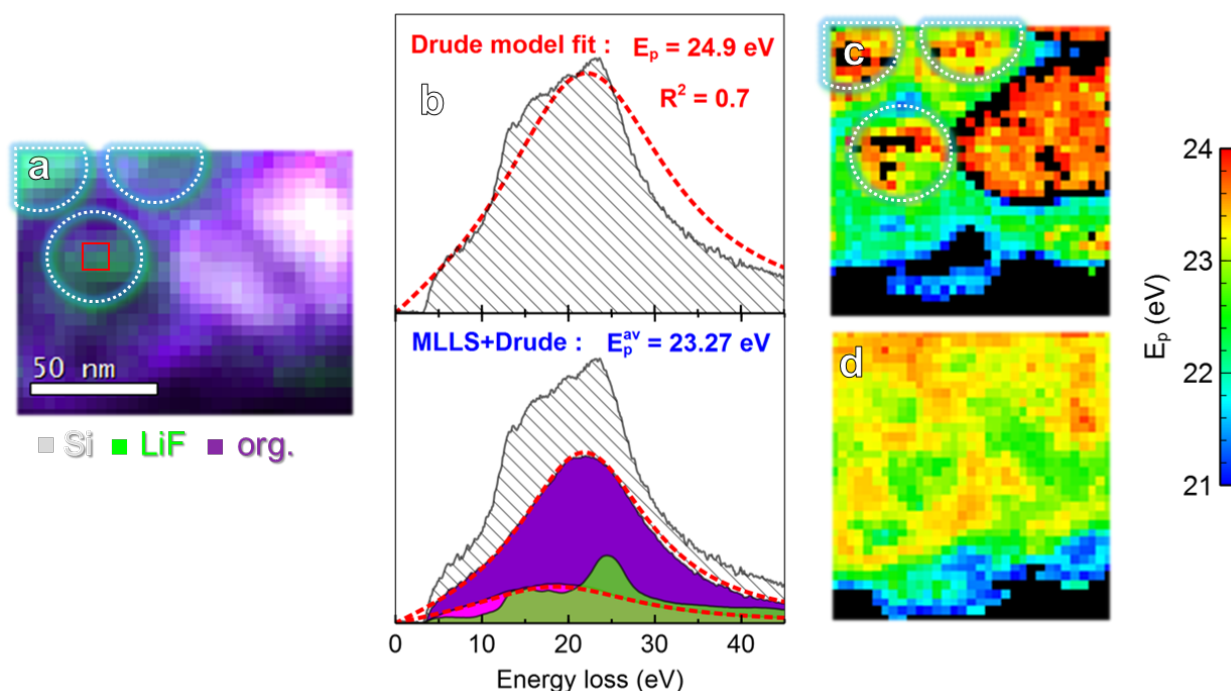 a
50 nm
Si LiF org.
Drude model fit : Eₚ = 24.9 eV
b
R² = 0.7
MLLS+Drude : Eₚᵃᵛ = 23.27 eV
0 10 20 30 40
Energy loss (eV)
c
d
24
23
22
21
Eₚ (eV)